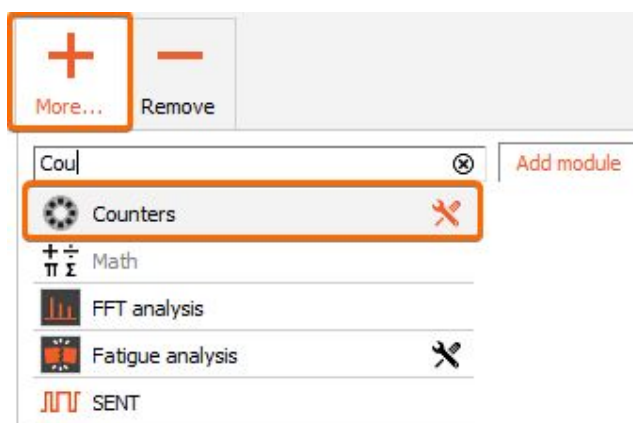 More... Remove
Cou Add module
Counters
Math
FFT analysis
Fatigue analysis
SENT